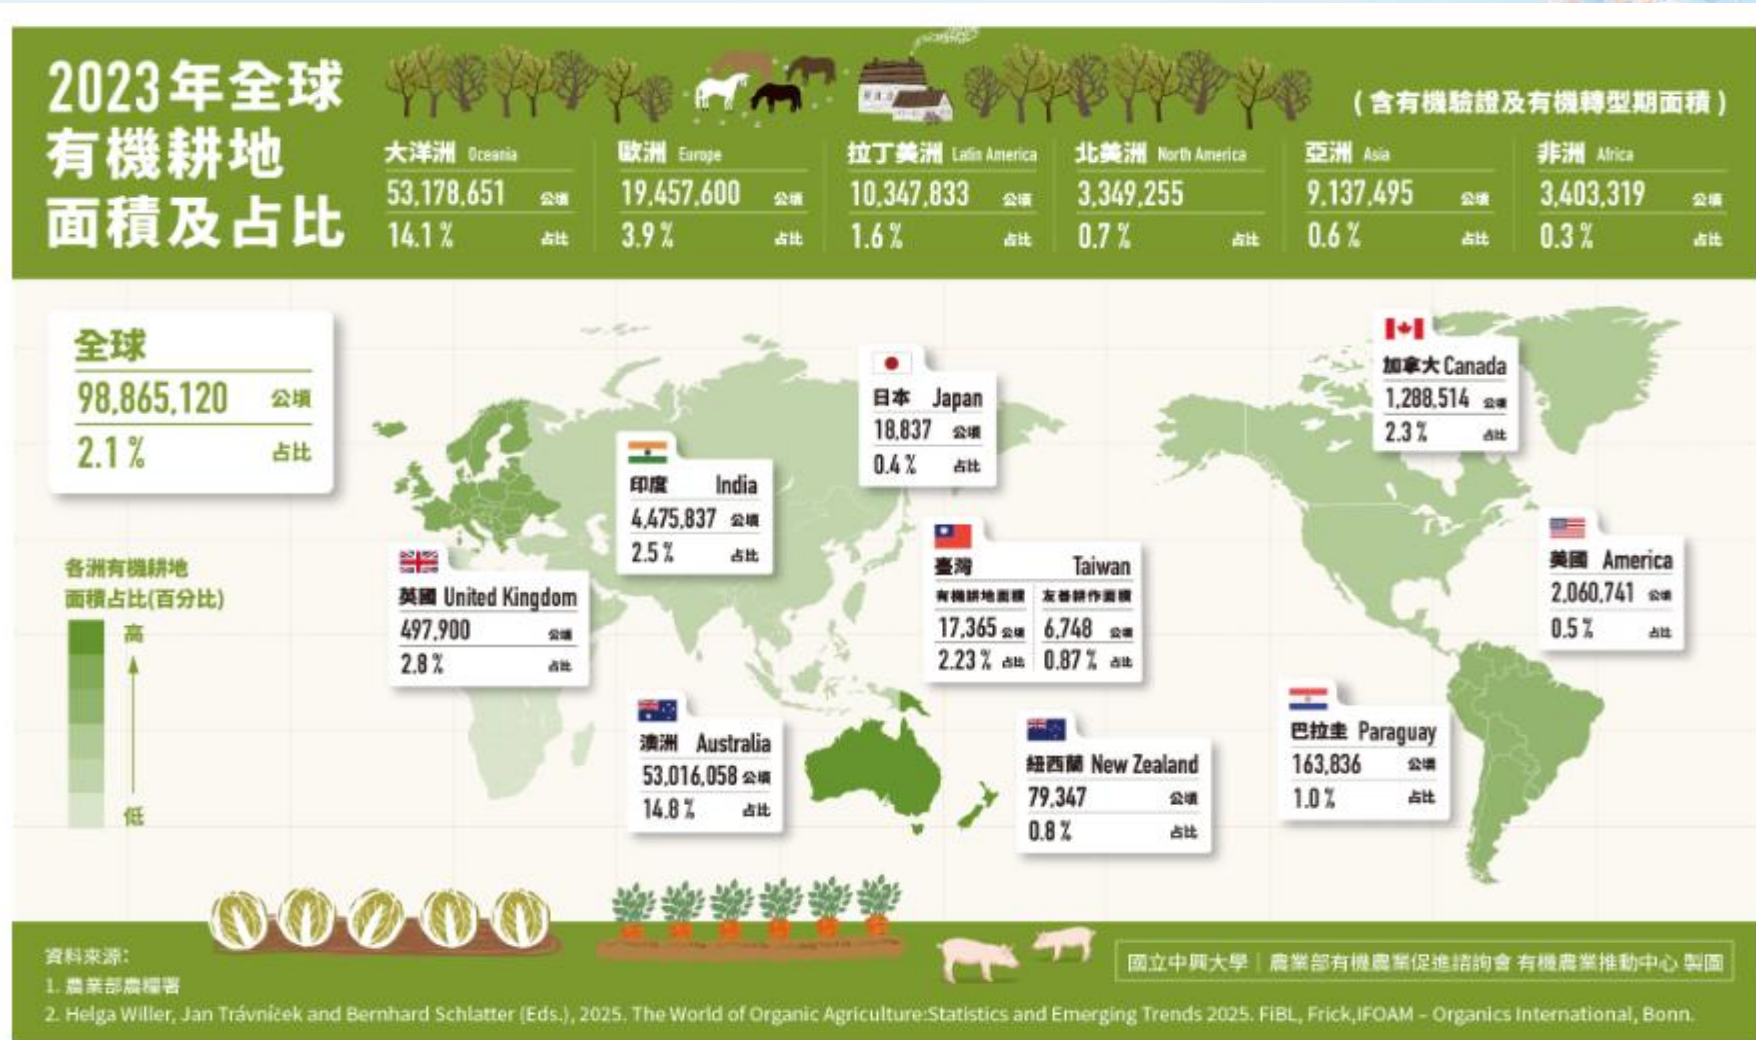 2023年全球
有機耕地
面積及占比
(含有機驗證及有機轉型期面積)
大洋洲 Oceania
53,178,651 公頃
14.1% 占比
歐洲 Europe
19,457,600 公頃
3.9% 占比
拉丁美洲 Latin America
10,347,833 公頃
1.6% 占比
北美洲 North America
3,349,255
0.7% 占比
亞洲 Asia
9,137,495 公頃
0.6% 占比
非洲 Africa
3,403,319 公頃
0.3% 占比
全球
98,865,120 公頃
2.1% 占比
加拿大 Canada
1,288,514 公頃
2.3% 占比
日本 Japan
18,837 公頃
0.4% 占比
印度 India
4,475,837 公頃
2.5% 占比
臺灣 Taiwan
有機耕地面積 友善耕作面積
17,365 公頃 6,748 公頃
2.23% 占比 0.87% 占比
美國 America
2,060,741 公頃
0.5% 占比
英國 United Kingdom
497,900 公頃
2.8% 占比
各洲有機耕地
面積占比(百分比)
高
低
澳洲 Australia
53,016,058 公頃
14.8% 占比
紐西蘭 New Zealand
79,347 公頃
0.8% 占比
巴拉圭 Paraguay
163,836 公頃
1.0% 占比
資料來源:
1. 農業部農糧署
2. Helga Willer, Jan Trávníček and Bernhard Schlatter (Eds.), 2025. The World of Organic Agriculture:Statistics and Emerging Trends 2025. FiBL, Frick,IFOAM – Organics International, Bonn.
國立中興大學｜農業部有機農業促進諮詢會 有機農業推動中心 製圖